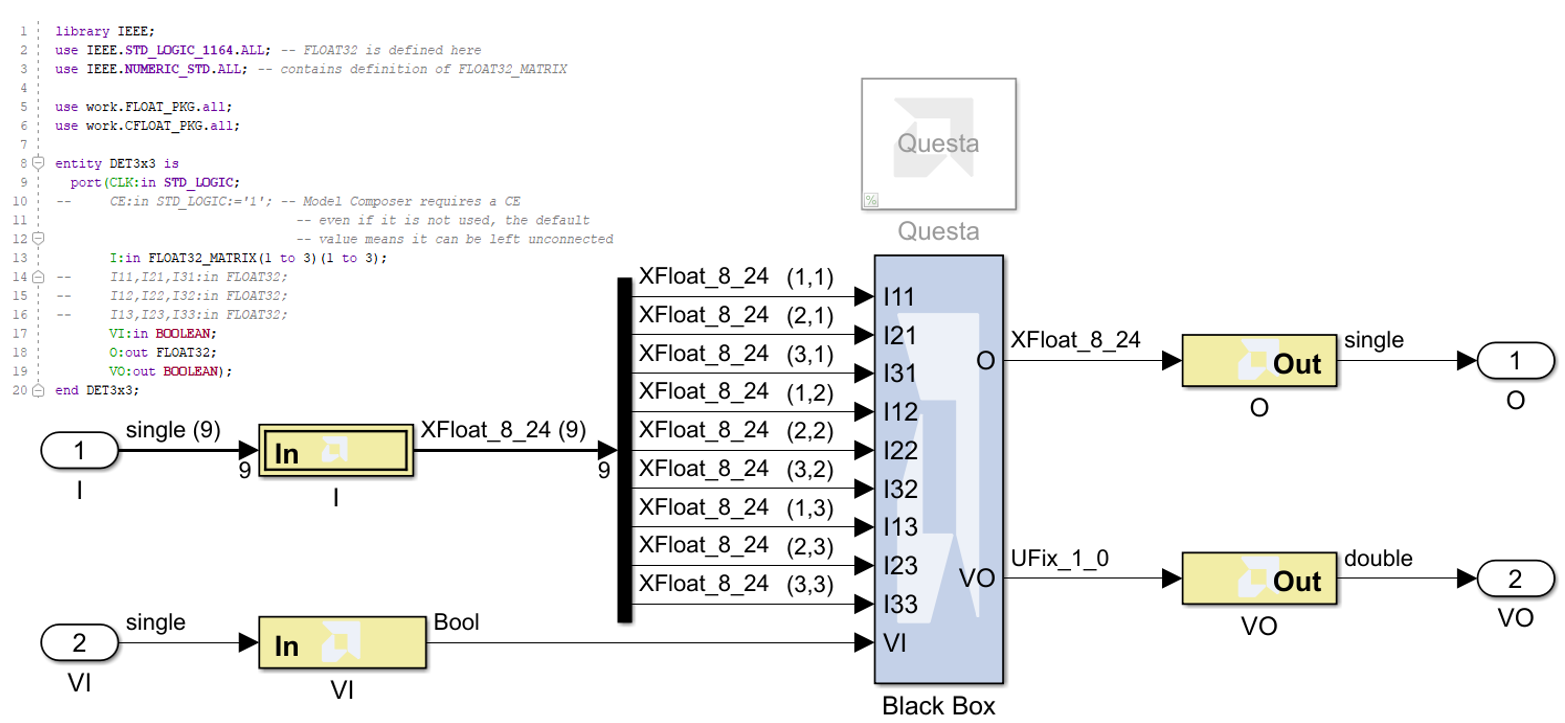 1 library IEEE;
2 use IEEE.STD_LOGIC_1164.ALL; -- FLOAT32 is defined here
3 use IEEE.NUMERIC_STD.ALL; -- contains definition of FLOAT32_MATRIX
4
5 use work.FLOAT_PKG.all;
6 use work.CFLOAT_PKG.all;
7
8 entity DET3x3 is
9 port(CLK:in STD_LOGIC;
10 -- CE:in STD_LOGIC:='1'; -- Model Composer requires a CE
11 -- even if it is not used, the default
12 -- value means it can be left unconnected
13 I:in FLOAT32_MATRIX(1 to 3)(1 to 3);
14 -- I11,I21,I31:in FLOAT32;
15 -- I12,I22,I32:in FLOAT32;
16 -- I13,I23,I33:in FLOAT32;
17 VI:in BOOLEAN;
18 O:out FLOAT32;
19 VO:out BOOLEAN);
20 end DET3x3;
Questa
%
Questa
1
I
single (9)
9
In
I
XFloat_8_24 (9)
9
XFloat_8_24 (1,1)
XFloat_8_24 (2,1)
XFloat_8_24 (3,1)
XFloat_8_24 (1,2)
XFloat_8_24 (2,2)
XFloat_8_24 (3,2)
XFloat_8_24 (1,3)
XFloat_8_24 (2,3)
XFloat_8_24 (3,3)
2
VI
single
In
VI
Bool
I11
I21
I31
I12
I22
I32
I13
I23
I33
VI
O
VO
Black Box
XFloat_8_24
Out
O
single
1
O
UFix_1_0
Out
VO
double
2
VO